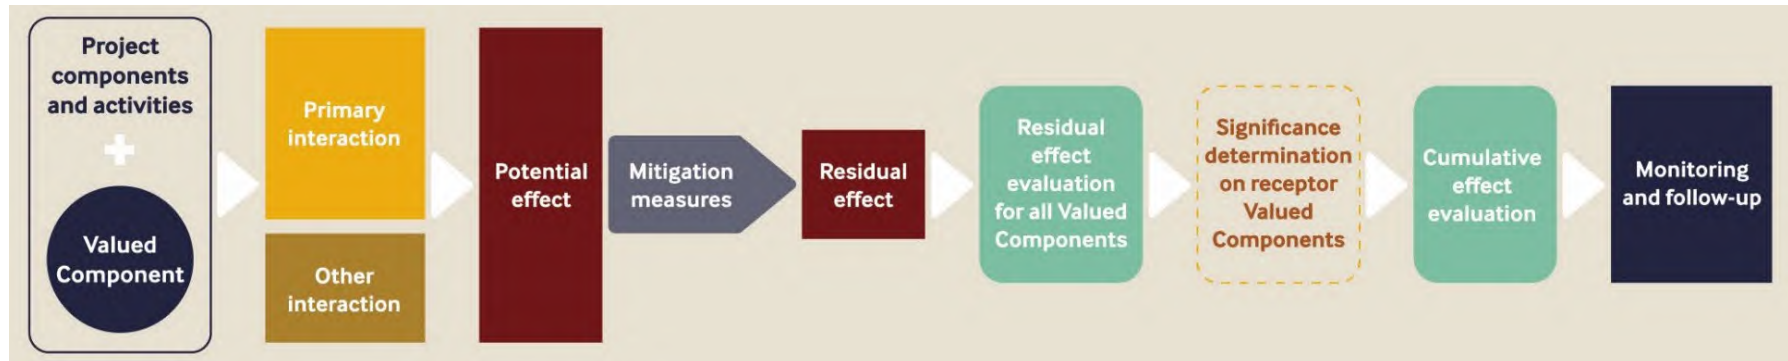 Project
components
and activities
+
Valued
Component
Primary
interaction
Other
interaction
Potential
effect
Mitigation
measures
Residual
effect
Residual
effect
evaluation
for all Valued
Components
Significance
determination
on receptor
Valued
Components
Cumulative
effect
evaluation
Monitoring
and follow-up